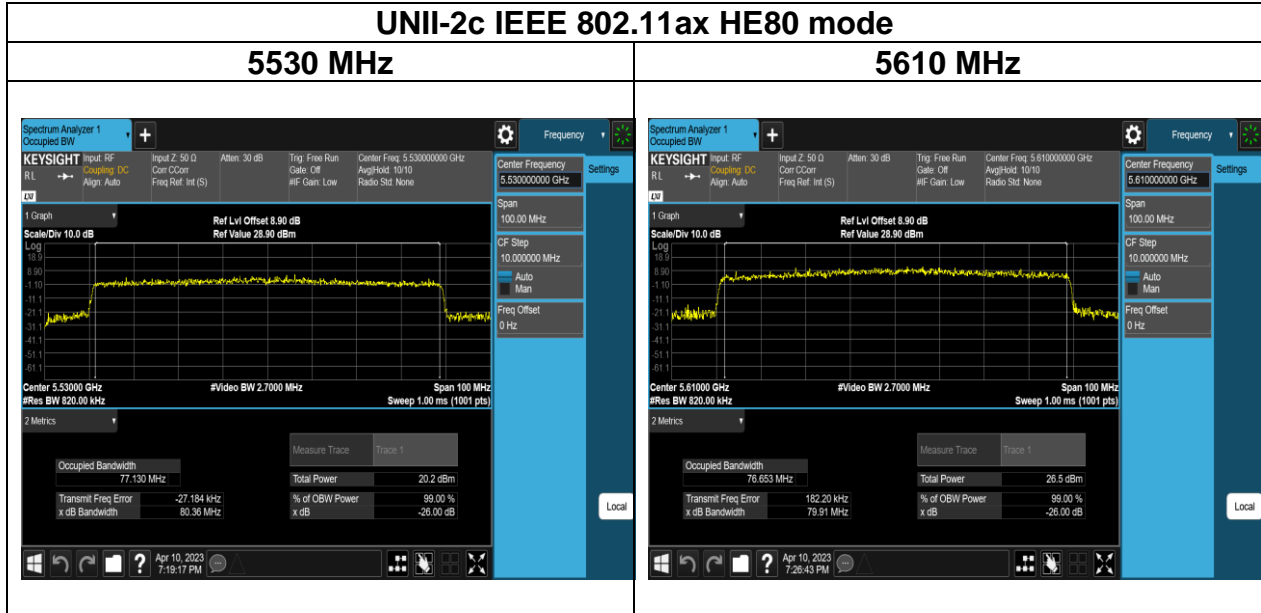 UNII-2c IEEE 802.11ax HE80 mode
5530 MHz
5610 MHz
Spectrum Analyzer 1
Occupied BW
+
Frequency
KEYSIGHT
RL
Input: RF
Coupling: DC
Align: Auto
Input Z: 50 Ω
Corr CCorr
Freq Ref: Int (S)
Atten: 30 dB
Trig: Free Run
Gate: Off
#IF Gain: Low
Center Freq: 5.530000000 GHz
Avg|Hold: 10/10
Radio Std: None
Center Frequency
5.530000000 GHz
Settings
Span
100.00 MHz
CF Step
10.000000 MHz
Auto
Man
Freq Offset
0 Hz
Local
1 Graph
Scale/Div 10.0 dB
Ref Lvl Offset 8.90 dB
Ref Value 28.90 dBm
Log
18.9
8.90
-1.10
-11.1
-21.1
-31.1
-41.1
-51.1
-61.1
Center 5.53000 GHz
#Video BW 2.7000 MHz
Span 100 MHz
#Res BW 820.00 kHz
Sweep 1.00 ms (1001 pts)
2 Metrics
Measure Trace
Trace 1
Occupied Bandwidth
77.130 MHz
Total Power
20.2 dBm
Transmit Freq Error
-27.184 kHz
% of OBW Power
99.00 %
x dB Bandwidth
80.36 MHz
x dB
-26.00 dB
?
Apr 10, 2023
7:19:17 PM
Spectrum Analyzer 1
Occupied BW
+
Frequency
KEYSIGHT
RL
Input: RF
Coupling: DC
Align: Auto
Input Z: 50 Ω
Corr CCorr
Freq Ref: Int (S)
Atten: 30 dB
Trig: Free Run
Gate: Off
#IF Gain: Low
Center Freq: 5.610000000 GHz
Avg|Hold: 10/10
Radio Std: None
Center Frequency
5.610000000 GHz
Settings
Span
100.00 MHz
CF Step
10.000000 MHz
Auto
Man
Freq Offset
0 Hz
Local
1 Graph
Scale/Div 10.0 dB
Ref Lvl Offset 8.90 dB
Ref Value 28.90 dBm
Log
18.9
8.90
-1.10
-11.1
-21.1
-31.1
-41.1
-51.1
-61.1
Center 5.61000 GHz
#Video BW 2.7000 MHz
Span 100 MHz
#Res BW 820.00 kHz
Sweep 1.00 ms (1001 pts)
2 Metrics
Measure Trace
Trace 1
Occupied Bandwidth
76.653 MHz
Total Power
26.5 dBm
Transmit Freq Error
182.20 kHz
% of OBW Power
99.00 %
x dB Bandwidth
79.91 MHz
x dB
-26.00 dB
?
Apr 10, 2023
7:26:43 PM